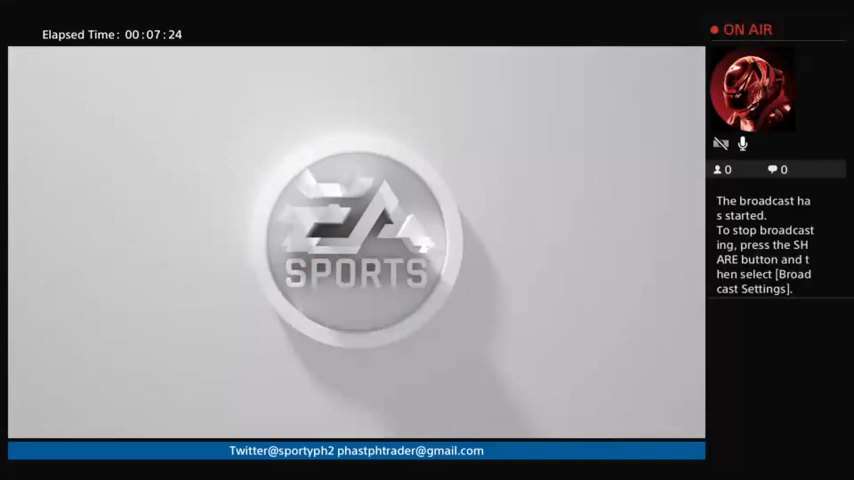 Elapsed Time: 00:07:24
ON AIR
EA
SPORTS
0 0
The broadcast ha
s started.
To stop broadcast
ing, press the SH
ARE button and t
hen select [Broad
cast Settings].
Twitter@sportyph2 phastphtrader@gmail.com